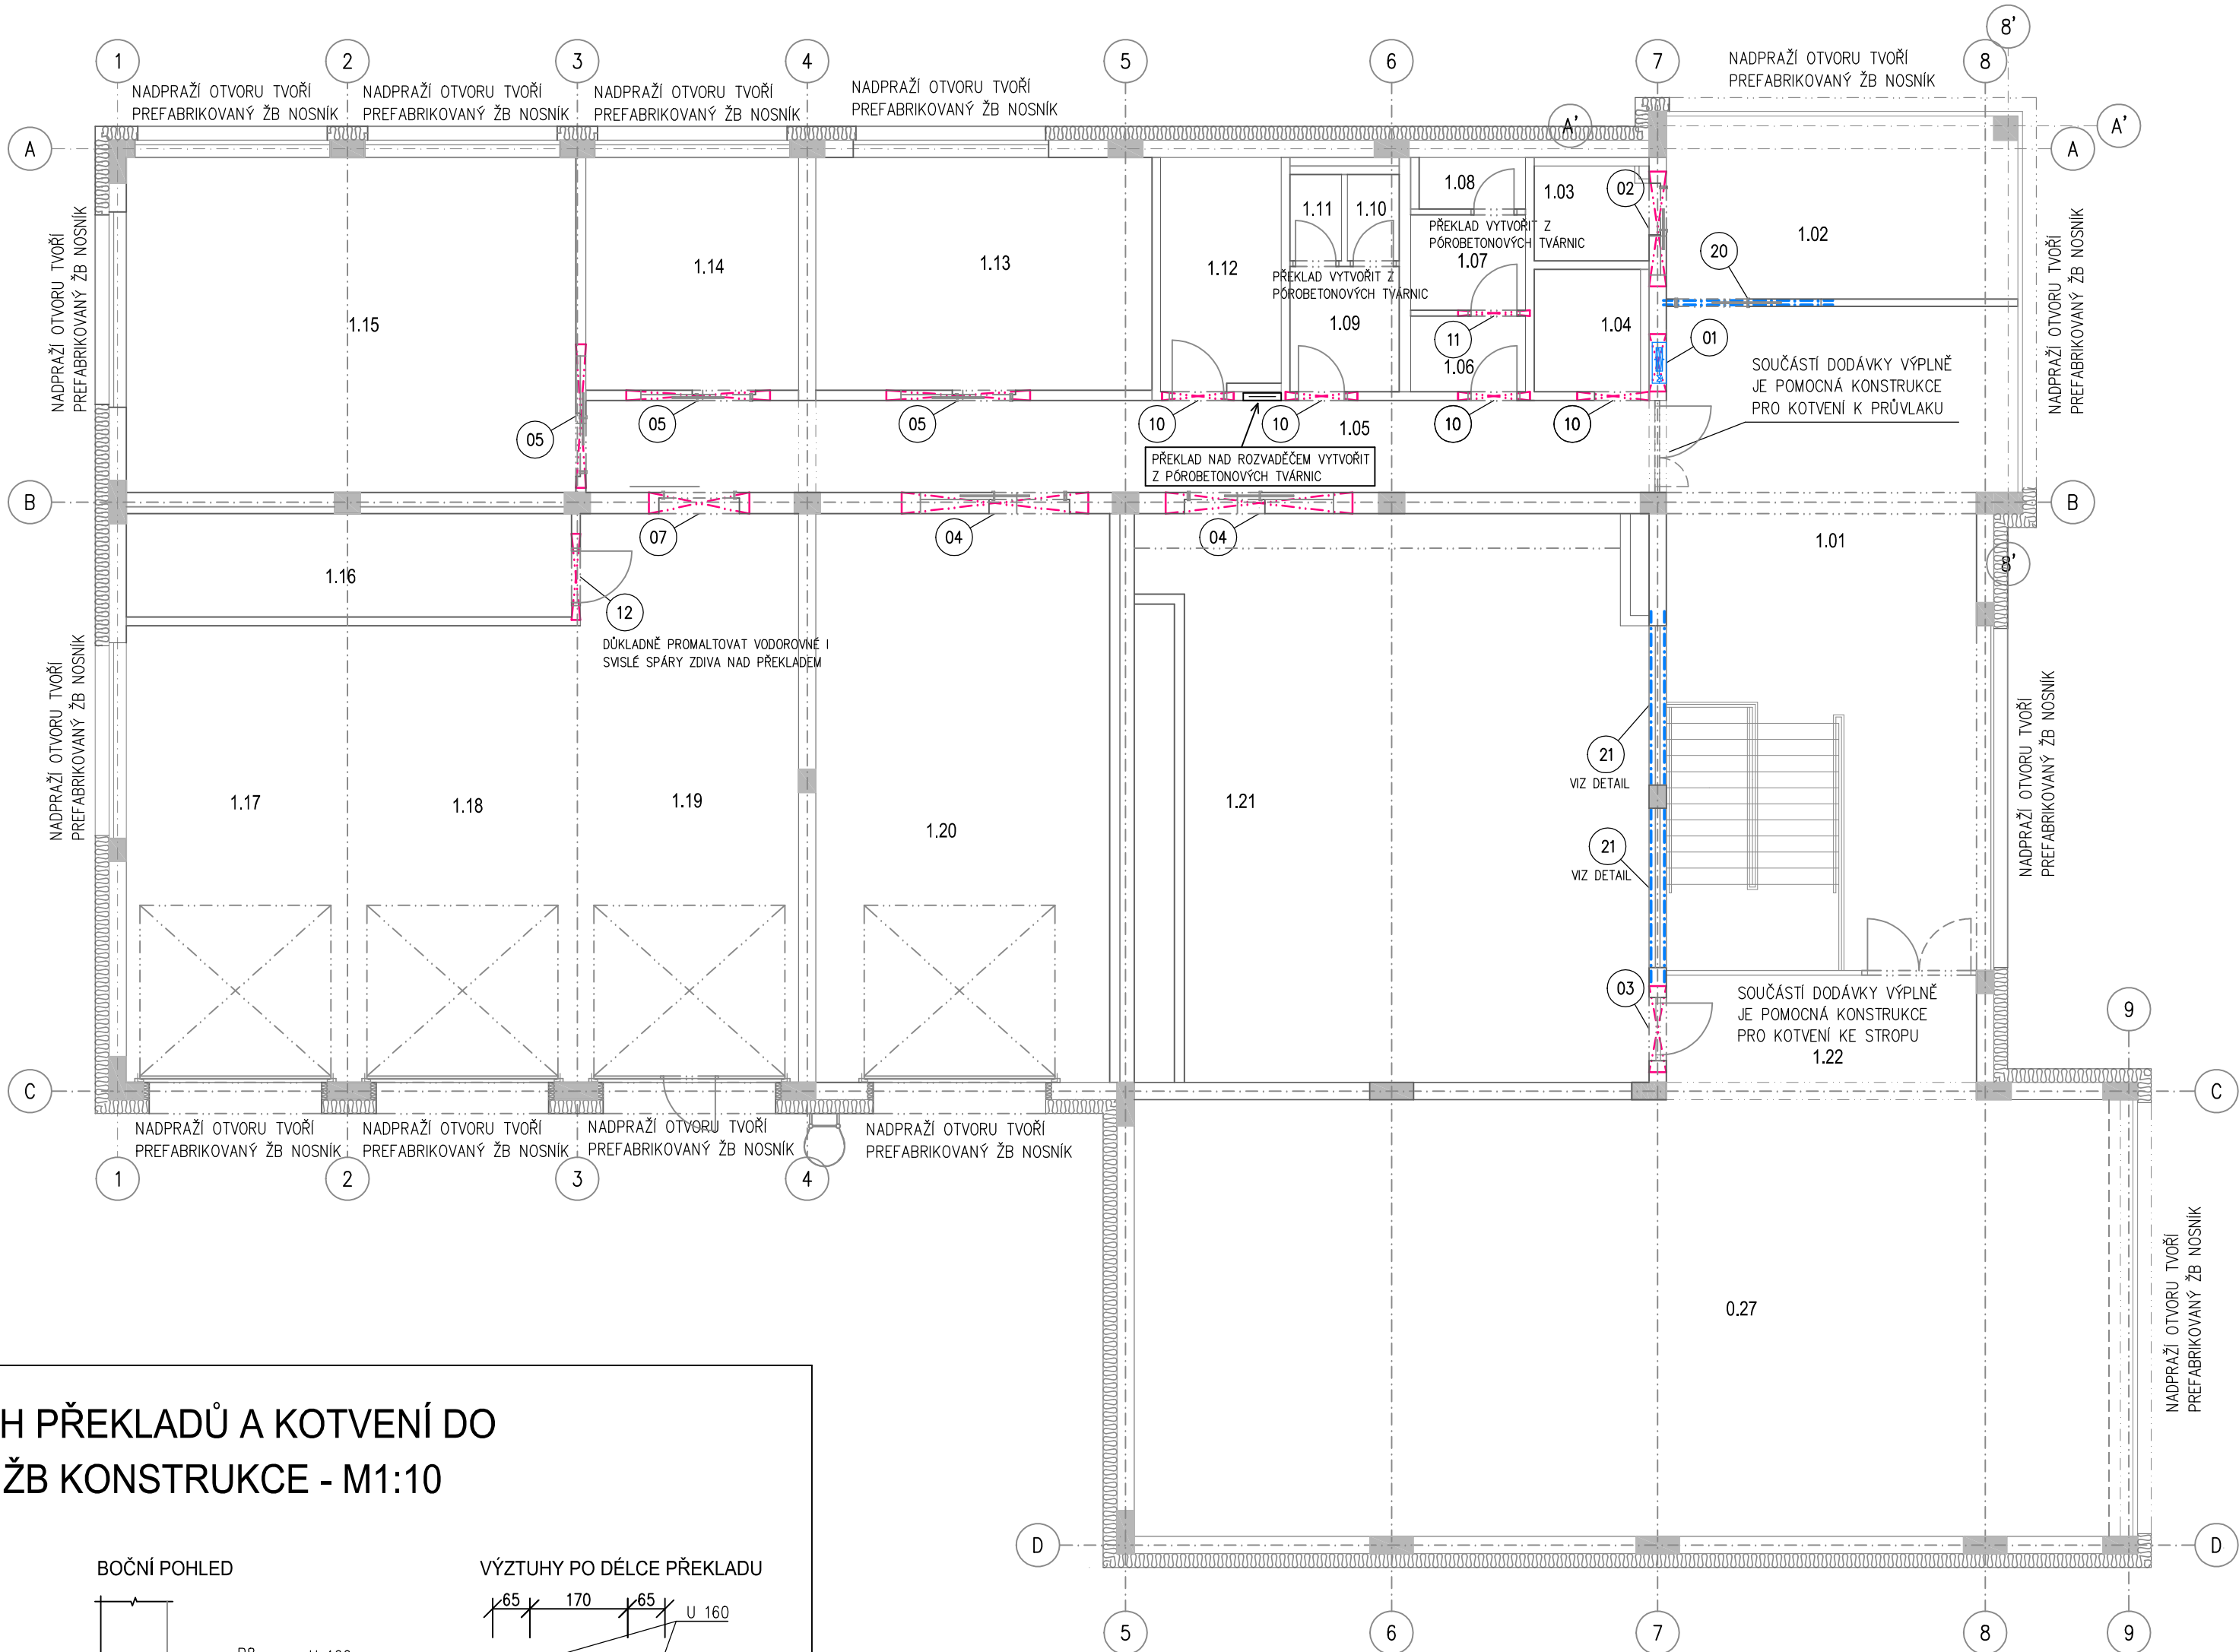 8'
1
2
3
4
5
6
7
8
NADPRAŽÍ OTVORU TVOŘÍ
PREFABRIKOVANÝ ŽB NOSNÍK
NADPRAŽÍ OTVORU TVOŘÍ
PREFABRIKOVANÝ ŽB NOSNÍK
NADPRAŽÍ OTVORU TVOŘÍ
PREFABRIKOVANÝ ŽB NOSNÍK
NADPRAŽÍ OTVORU TVOŘÍ
PREFABRIKOVANÝ ŽB NOSNÍK
NADPRAŽÍ OTVORU TVOŘÍ
PREFABRIKOVANÝ ŽB NOSNÍK
A'
A'
A
A
NADPRAŽÍ OTVORU TVOŘÍ
PREFABRIKOVANÝ ŽB NOSNÍK
1.15
1.14
1.13
1.12
1.11
1.10
1.08
1.03
02
PŘEKLAD VYTVOŘIT Z
PÓROBETONOVÝCH TVÁRNIC
1.07
PŘEKLAD VYTVOŘIT Z
PÓROBETONOVÝCH TVÁRNIC
1.09
11
1.06
1.04
1.02
20
01
SOUČÁSTÍ DODÁVKY VÝPLNĚ
JE POMOCNÁ KONSTRUKCE
PRO KOTVENÍ K PRŮVLAKU
NADPRAŽÍ OTVORU TVOŘÍ
PREFABRIKOVANÝ ŽB NOSNÍK
05
05
05
10
10
1.05
10
10
PŘEKLAD NAD ROZVADĚČEM VYTVOŘIT
Z PÓROBETONOVÝCH TVÁRNIC
B
B
07
04
04
1.01
8'
1.16
12
DŮKLADNĚ PROMALTOVAT VODOROVNÉ I
SVISLÉ SPÁRY ZDIVA NAD PŘEKLADEM
NADPRAŽÍ OTVORU TVOŘÍ
PREFABRIKOVANÝ ŽB NOSNÍK
1.17
1.18
1.19
1.20
1.21
21
VIZ DETAIL
21
VIZ DETAIL
NADPRAŽÍ OTVORU TVOŘÍ
PREFABRIKOVANÝ ŽB NOSNÍK
03
SOUČÁSTÍ DODÁVKY VÝPLNĚ
JE POMOCNÁ KONSTRUKCE
PRO KOTVENÍ KE STROPU
1.22
9
C
C
NADPRAŽÍ OTVORU TVOŘÍ
PREFABRIKOVANÝ ŽB NOSNÍK
NADPRAŽÍ OTVORU TVOŘÍ
PREFABRIKOVANÝ ŽB NOSNÍK
NADPRAŽÍ OTVORU TVOŘÍ
PREFABRIKOVANÝ ŽB NOSNÍK
NADPRAŽÍ OTVORU TVOŘÍ
PREFABRIKOVANÝ ŽB NOSNÍK
1
2
3
4
0.27
NADPRAŽÍ OTVORU TVOŘÍ
PREFABRIKOVANÝ ŽB NOSNÍK
H PŘEKLADŮ A KOTVENÍ DO
ŽB KONSTRUKCE - M1:10
D
D
BOČNÍ POHLED
VÝZTUHY PO DÉLCE PŘEKLADU
65
170
65
U 160
5
6
7
8
9